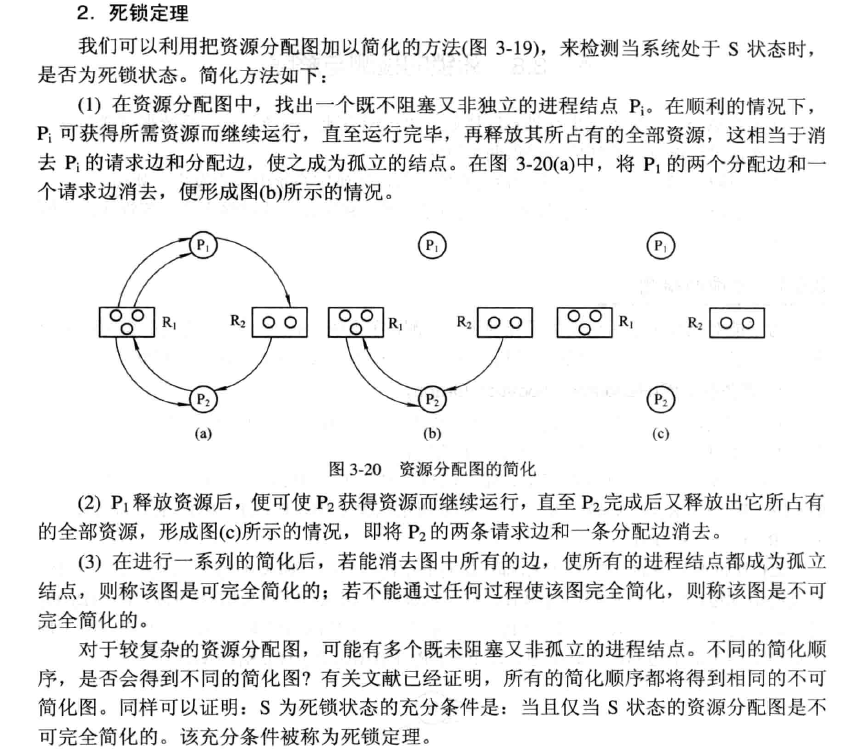 2．死锁定理
我们可以利用把资源分配图加以简化的方法(图 3-19)，来检测当系统处于 S 状态时，
是否为死锁状态。简化方法如下：
(1) 在资源分配图中，找出一个既不阻塞又非独立的进程结点 Pi。在顺利的情况下，
Pi 可获得所需资源而继续运行，直至运行完毕，再释放其所占有的全部资源，这相当于消
去 Pi 的请求边和分配边，使之成为孤立的结点。在图 3-20(a)中，将 P1 的两个分配边和一
个请求边消去，便形成图(b)所示的情况。
P1 P1 P1
R1 R2 R1 R2 R1 R2
P2 P2 P2
(a) (b) (c)
图 3-20 资源分配图的简化
(2) P1 释放资源后，便可使 P2 获得资源而继续运行，直至 P2 完成后又释放出它所占有
的全部资源，形成图(c)所示的情况，即将 P2 的两条请求边和一条分配边消去。
(3) 在进行一系列的简化后，若能消去图中所有的边，使所有的进程结点都成为孤立
结点，则称该图是可完全简化的；若不能通过任何过程使该图完全简化，则称该图是不可
完全简化的。
对于较复杂的资源分配图，可能有多个既未阻塞又非孤立的进程结点。不同的简化顺
序，是否会得到不同的简化图？有关文献已经证明，所有的简化顺序都将得到相同的不可
简化图。同样可以证明：S 为死锁状态的充分条件是：当且仅当 S 状态的资源分配图是不
可完全简化的。该充分条件被称为死锁定理。